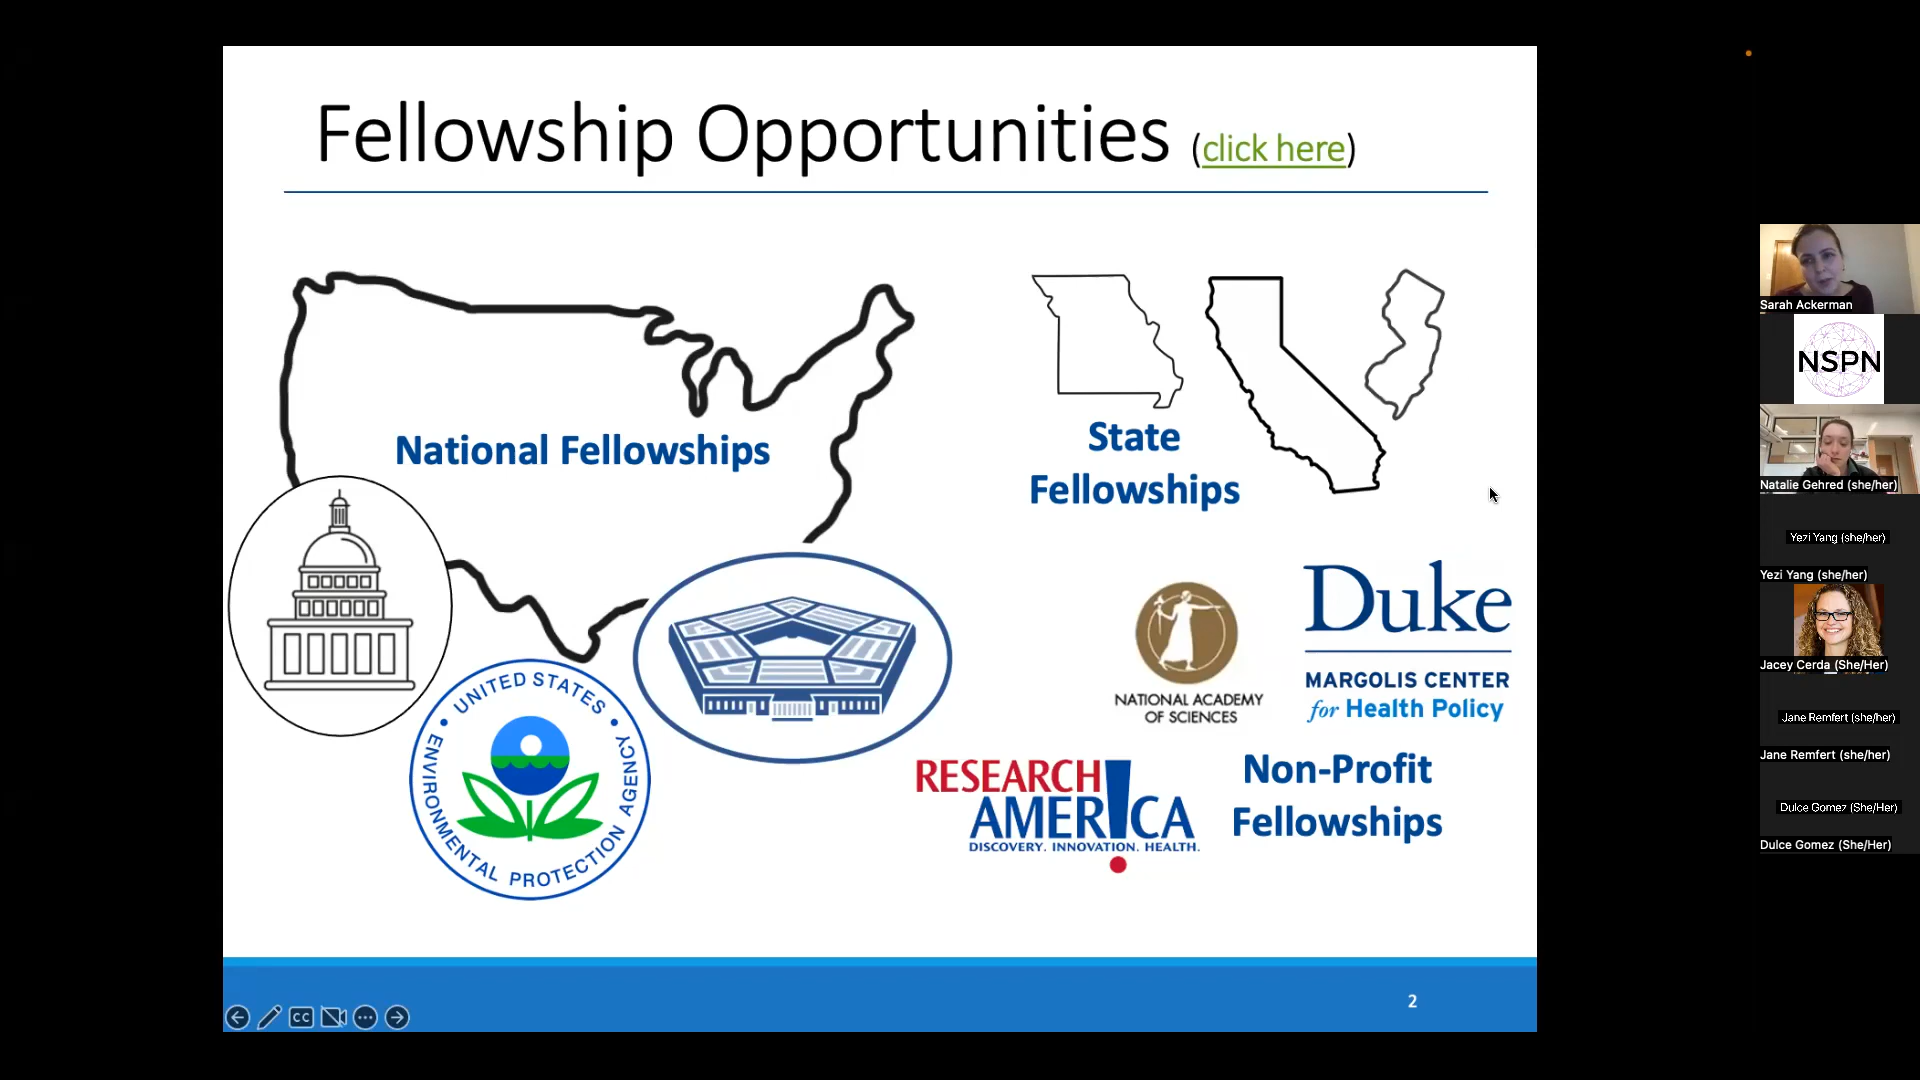 Fellowship Opportunities (click here)
National Fellowships
State
Fellowships
UNITED STATES
ENVIRONMENTAL PROTECTION AGENCY
NATIONAL ACADEMY
OF SCIENCES
Duke
MARGOLIS CENTER
for Health Policy
RESEARCH
AMER!CA
DISCOVERY. INNOVATION. HEALTH.
Non-Profit
Fellowships
2
CC
Sarah Ackerman
NSPN
Natalie Gehred (she/her)
Yezi Yang (she/her)
Yezi Yang (she/her)
Jacey Cerda (She/Her)
Jane Remfert (she/her)
Jane Remfert (she/her)
Dulce Gomez (She/Her)
Dulce Gomez (She/Her)